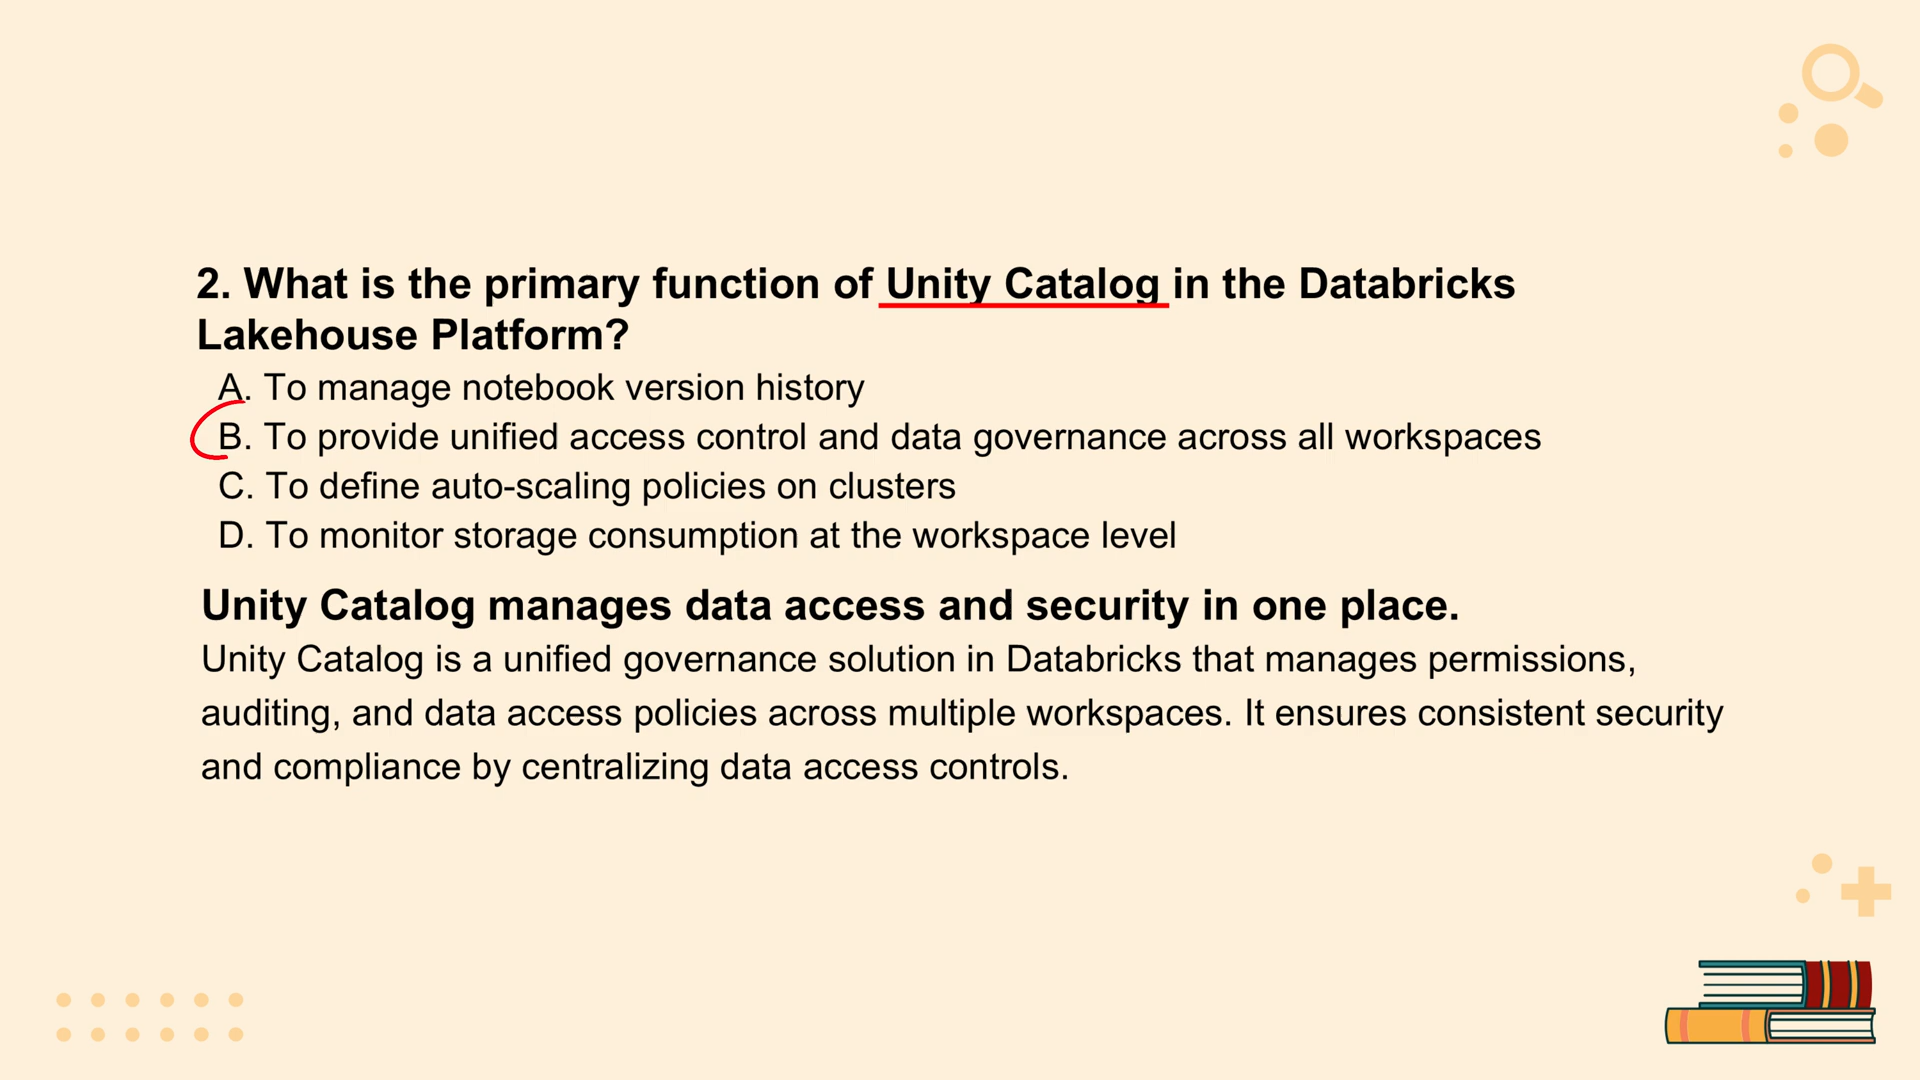 2. What is the primary function of Unity Catalog in the Databricks
Lakehouse Platform?
A. To manage notebook version history
B. To provide unified access control and data governance across all workspaces
C. To define auto-scaling policies on clusters
D. To monitor storage consumption at the workspace level
Unity Catalog manages data access and security in one place.
Unity Catalog is a unified governance solution in Databricks that manages permissions,
auditing, and data access policies across multiple workspaces. It ensures consistent security
and compliance by centralizing data access controls.